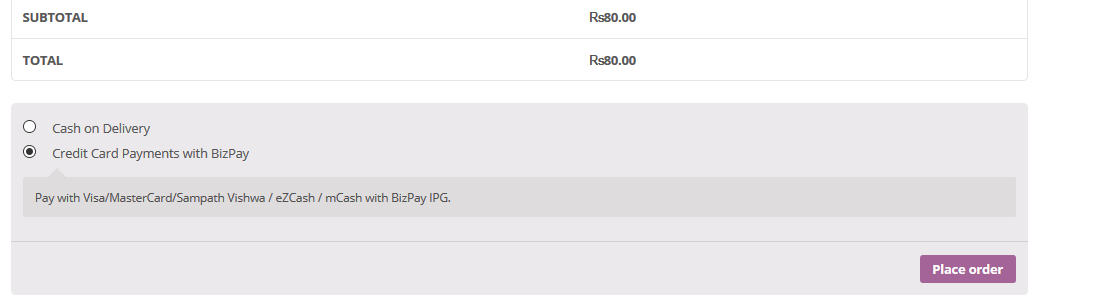 SUBTOTAL ₨80.00
TOTAL ₨80.00
Cash on Delivery
Credit Card Payments with BizPay
Pay with Visa/MasterCard/Sampath Vishwa / eZCash / mCash with BizPay IPG.
Place order